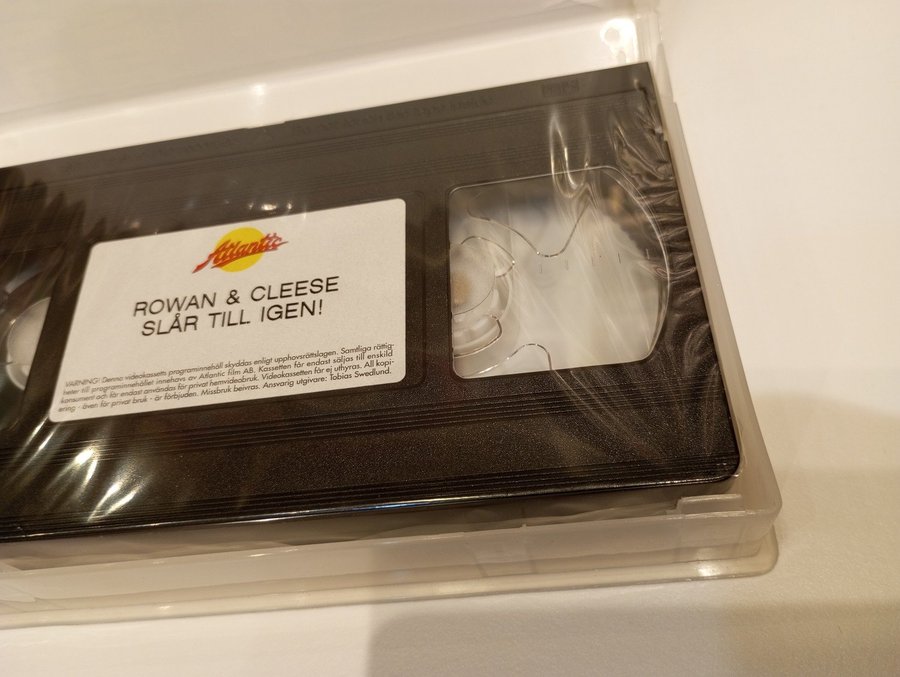 Atlantic
ROWAN & CLEESE
SLÅR TILL IGEN!
VARNING! Denna videokassetts programinnehåll skyddas enligt upphovsrättslagen. Samtliga rättig-
heter till programinnehållet innehavs av Atlantic film AB. Kassetten får endast säljas till enskild
konsument och får endast användas för privat hemvideobruk. Videokassetten får ej uthyras. All kopi-
ering - även för privat bruk - är förbjuden. Missbruk beivras. Ansvarig utgivare: Tobias Swedlund.